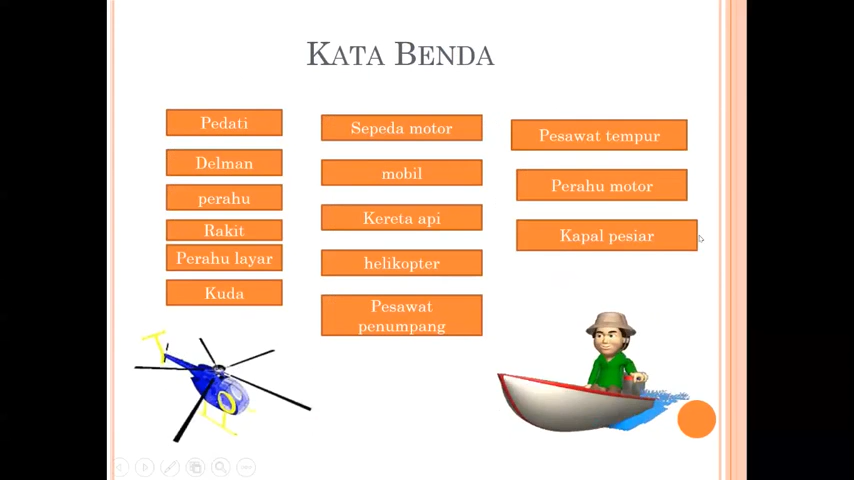 KATA BENDA
Pedati
Delman
perahu
Rakit
Perahu layar
Kuda
Sepeda motor
mobil
Kereta api
helikopter
Pesawat
penumpang
Pesawat tempur
Perahu motor
Kapal pesiar